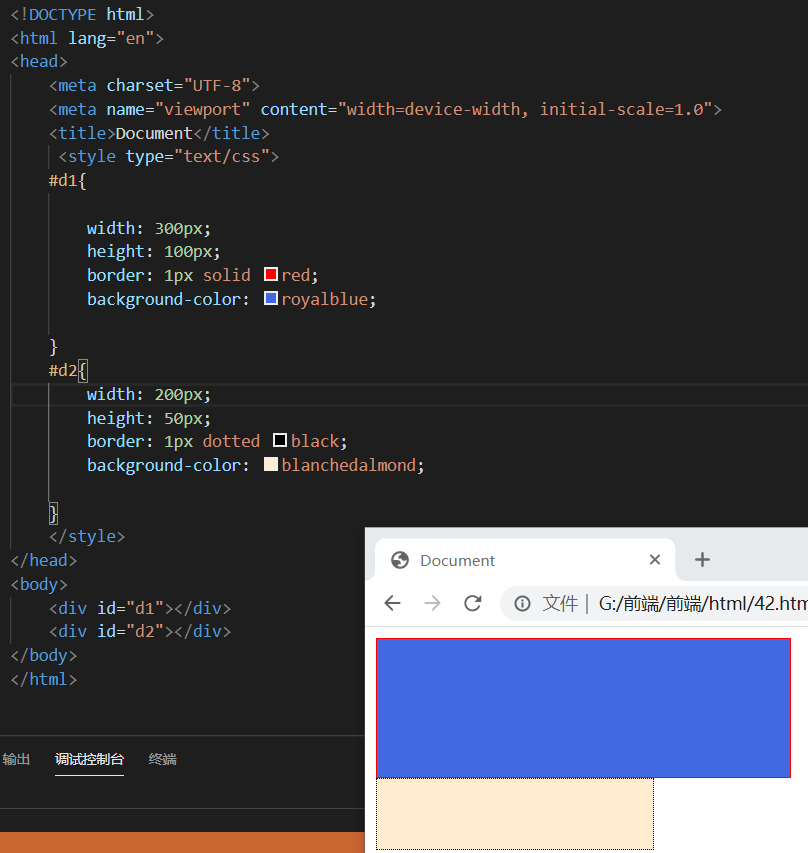 <!DOCTYPE html>
<html lang="en">
<head>
    <meta charset="UTF-8">
    <meta name="viewport" content="width=device-width, initial-scale=1.0">
    <title>Document</title>
     <style type="text/css">
    #d1{
        width: 300px;
        height: 100px;
        border: 1px solid red;
        background-color: royalblue;
    }
    #d2{
        width: 200px;
        height: 50px;
        border: 1px dotted black;
        background-color: blanchedalmond;
    }
    </style>
</head>
<body>
    <div id="d1"></div>
    <div id="d2"></div>
</body>
</html>
输出 调试控制台 终端
Document
文件 | G:/前端/前端/html/42.htm